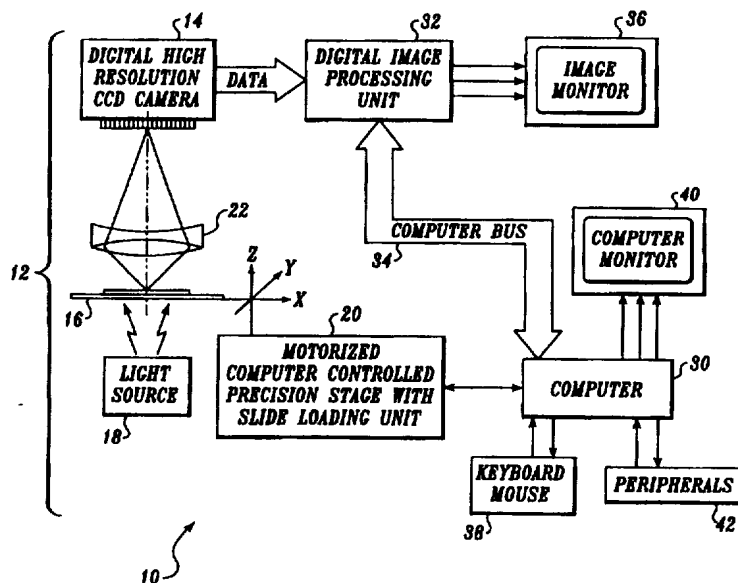 14
DIGITAL HIGH
RESOLUTION
CCD CAMERA
DATA
32
DIGITAL IMAGE
PROCESSING
UNIT
36
IMAGE
MONITOR
22
12
Z
Y
X
16
LIGHT
SOURCE
18
20
MOTORIZED
COMPUTER CONTROLLED
PRECISION STAGE WITH
SLIDE LOADING UNIT
COMPUTER BUS
34
40
COMPUTER
MONITOR
30
COMPUTER
KEYBOARD
MOUSE
38
PERIPHERALS
42
10